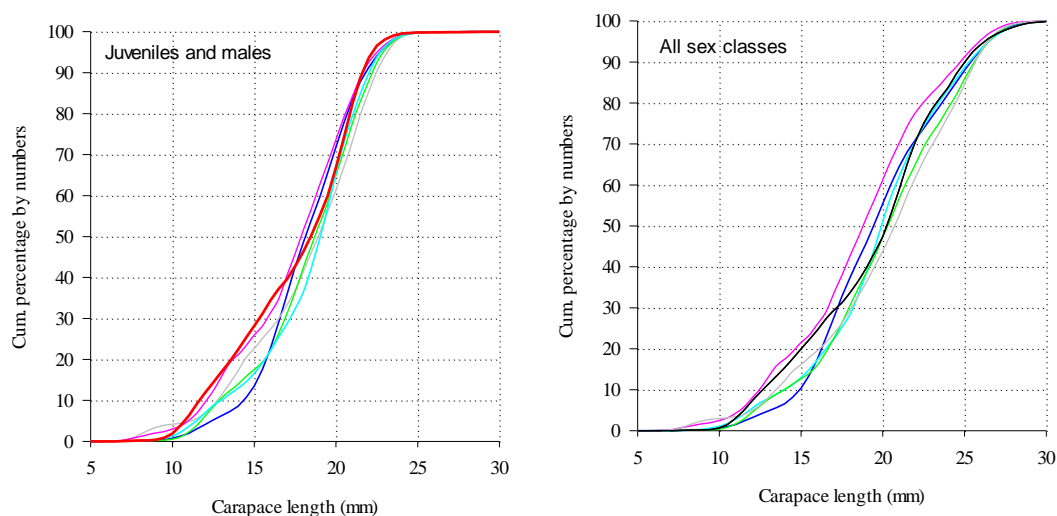 Juveniles and males
Cum. percentage by numbers
100
90
80
70
60
50
40
30
20
10
0
5 10 15 20 25 30
Carapace length (mm)
All sex classes
Cum. percentage by numbers
100
90
80
70
60
50
40
30
20
10
0
5 10 15 20 25 30
Carapace length (mm)